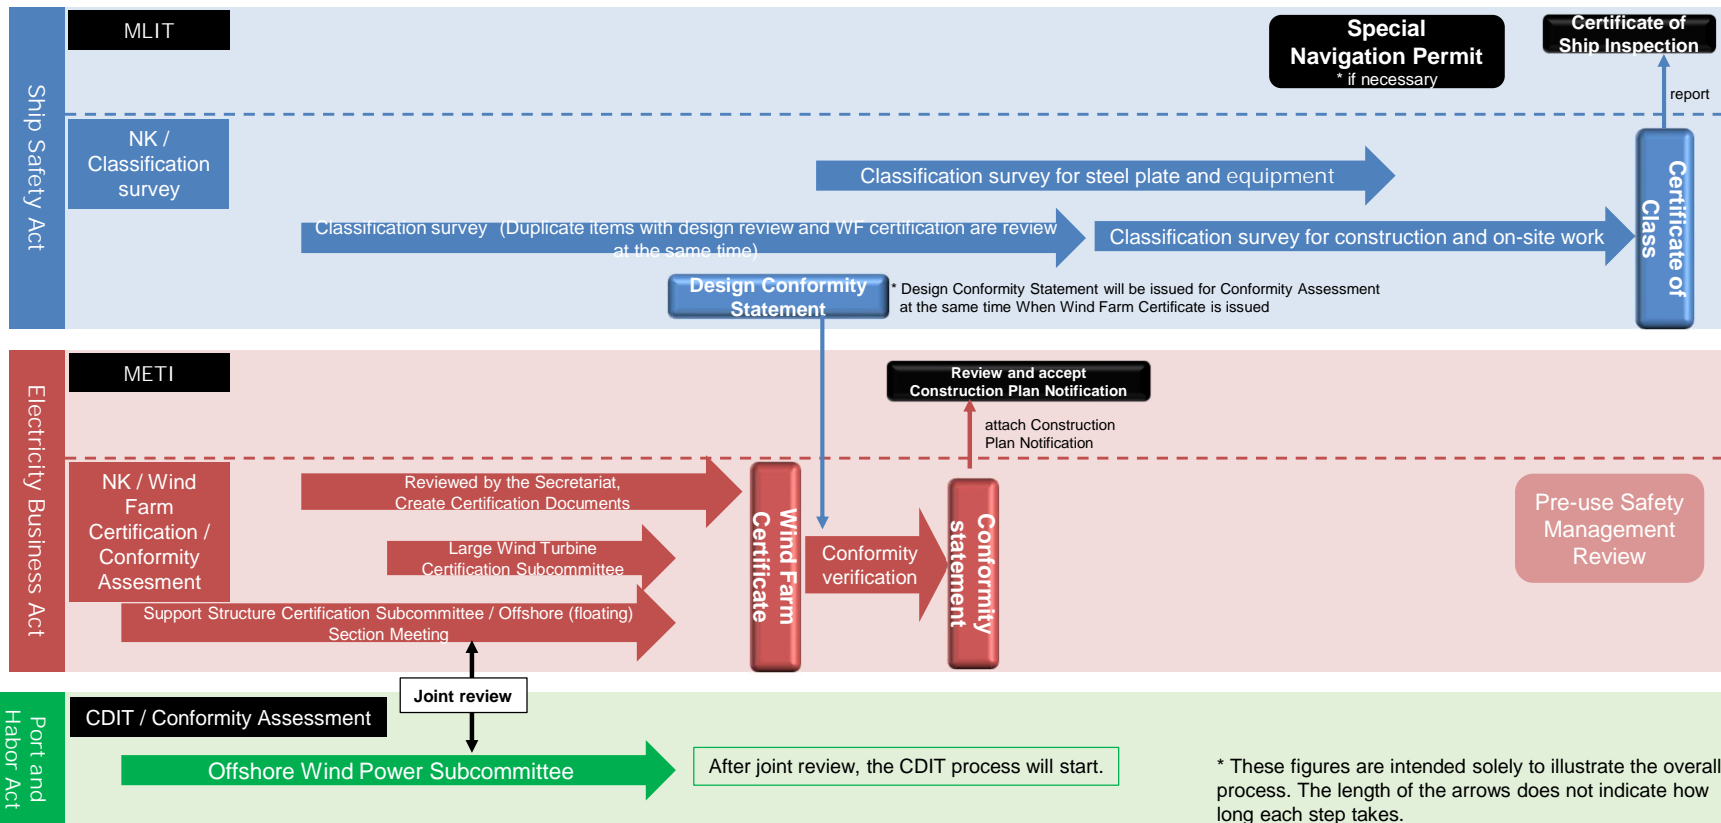 Ship Safety Act
MLIT
Special
Navigation Permit
* if necessary
Certificate of
Ship Inspection
report
NK /
Classification
survey
Classification survey for steel plate and equipment
Classification survey (Duplicate items with design review and WF certification are review
at the same time)
Classification survey for construction and on-site work
Certificate of
Class
Design Conformity
Statement
* Design Conformity Statement will be issued for Conformity Assessment
at the same time When Wind Farm Certificate is issued
Electricity Business Act
METI
Review and accept
Construction Plan Notification
attach Construction
Plan Notification
NK / Wind
Farm
Certification /
Conformity
Assesment
Reviewed by the Secretariat,
Create Certification Documents
Large Wind Turbine
Certification Subcommittee
Support Structure Certification Subcommittee / Offshore (floating)
Section Meeting
Wind Farm
Certificate
Conformity
verification
Conformity
statement
Pre-use Safety
Management
Review
Joint review
Port and
Habor Act
CDIT / Conformity Assessment
Offshore Wind Power Subcommittee
After joint review, the CDIT process will start.
* These figures are intended solely to illustrate the overall
process. The length of the arrows does not indicate how
long each step takes.